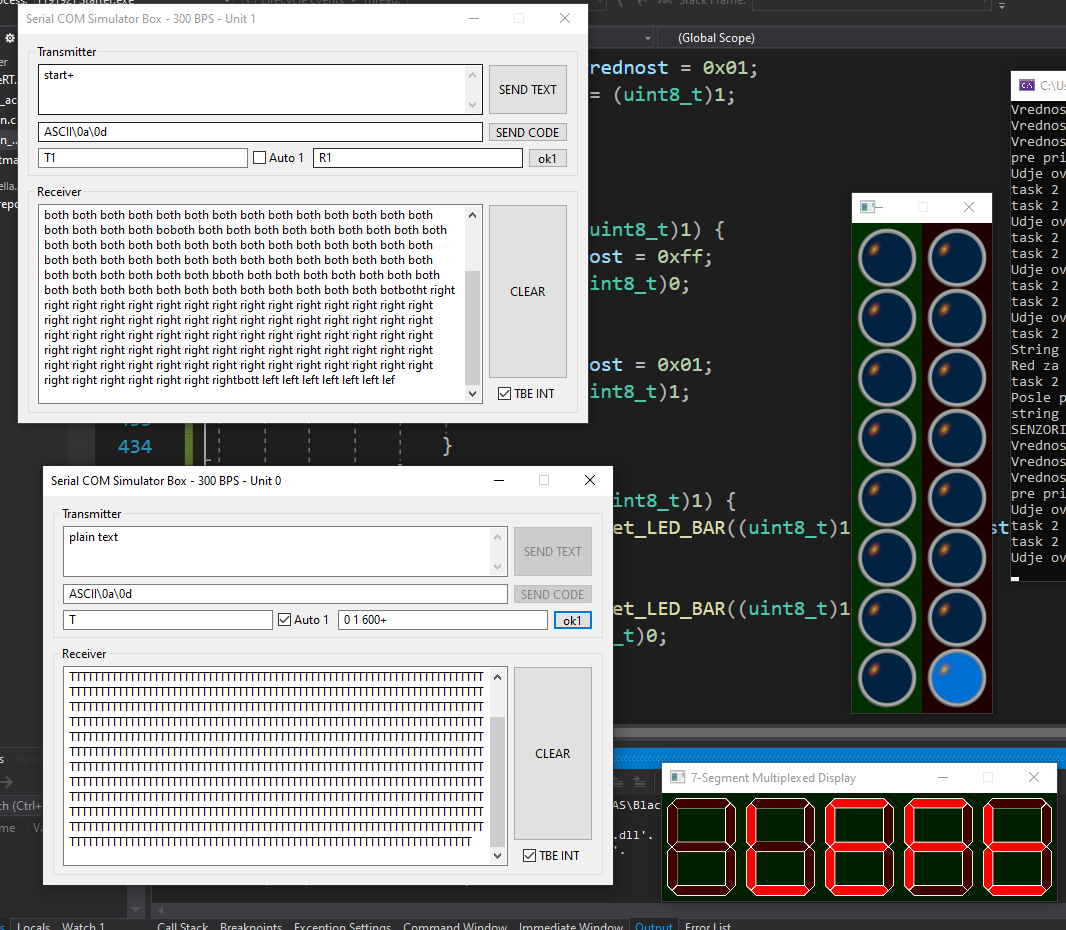 Serial COM Simulator Box - 300 BPS - Unit 1
Transmitter
start+
SEND TEXT
ASCII\0a\0d
SEND CODE
T1
Auto 1
R1
ok1
Receiver
both both both both both both both both both both both both both both
both both both both boboth both both both both both both both both both
both both both both both both both both both both both both both both
both both both both both both both both both both both both both both
both both both both both both bboth both both both both both both both
both both both both both both both both both both both both botboth right
right right right right right right right right right right right right right right
right right right right right right right right right right right right right right
right right right right right right right right right right right right right right
right right right right right right right right right right right right right right
right right right right right right right right right right right right right right
right right right right right right rightbott left left left left left left lef
CLEAR
TBE INT
(Global Scope)
Stack Frame:
rednost = 0x01;
= (uint8_t)1;
uint8_t)1) {
ost = 0xff;
int8_t)0;
ost = 0x01;
int8_t)1;
434
}
int8_t)1) {
et_LED_BAR((uint8_t)1
st
et_LED_BAR((uint8_t)1
_t)0;
Serial COM Simulator Box - 300 BPS - Unit 0
Transmitter
plain text
SEND TEXT
ASCII\0a\0d
SEND CODE
T
Auto 1
0 1 600+
ok1
Receiver
CLEAR
TBE INT
C:\Us
Vrednos
Vrednos
Vrednos
pre pri
Udje ov
task 2
task 2
Udje ov
task 2
task 2
Udje ov
task 2
task 2
Udje ov
task 2
String
Red za
task 2
Posle p
string
SENZORI
Vrednos
Vrednos
Vrednos
pre pri
Udje ov
task 2
task 2
Udje ov
7-Segment Multiplexed Display
AS\Blac
.dll'.
'.
Locals
Watch 1
Call Stack
Breakpoints
Exception Settings
Command Window
Immediate Window
Output
Error List